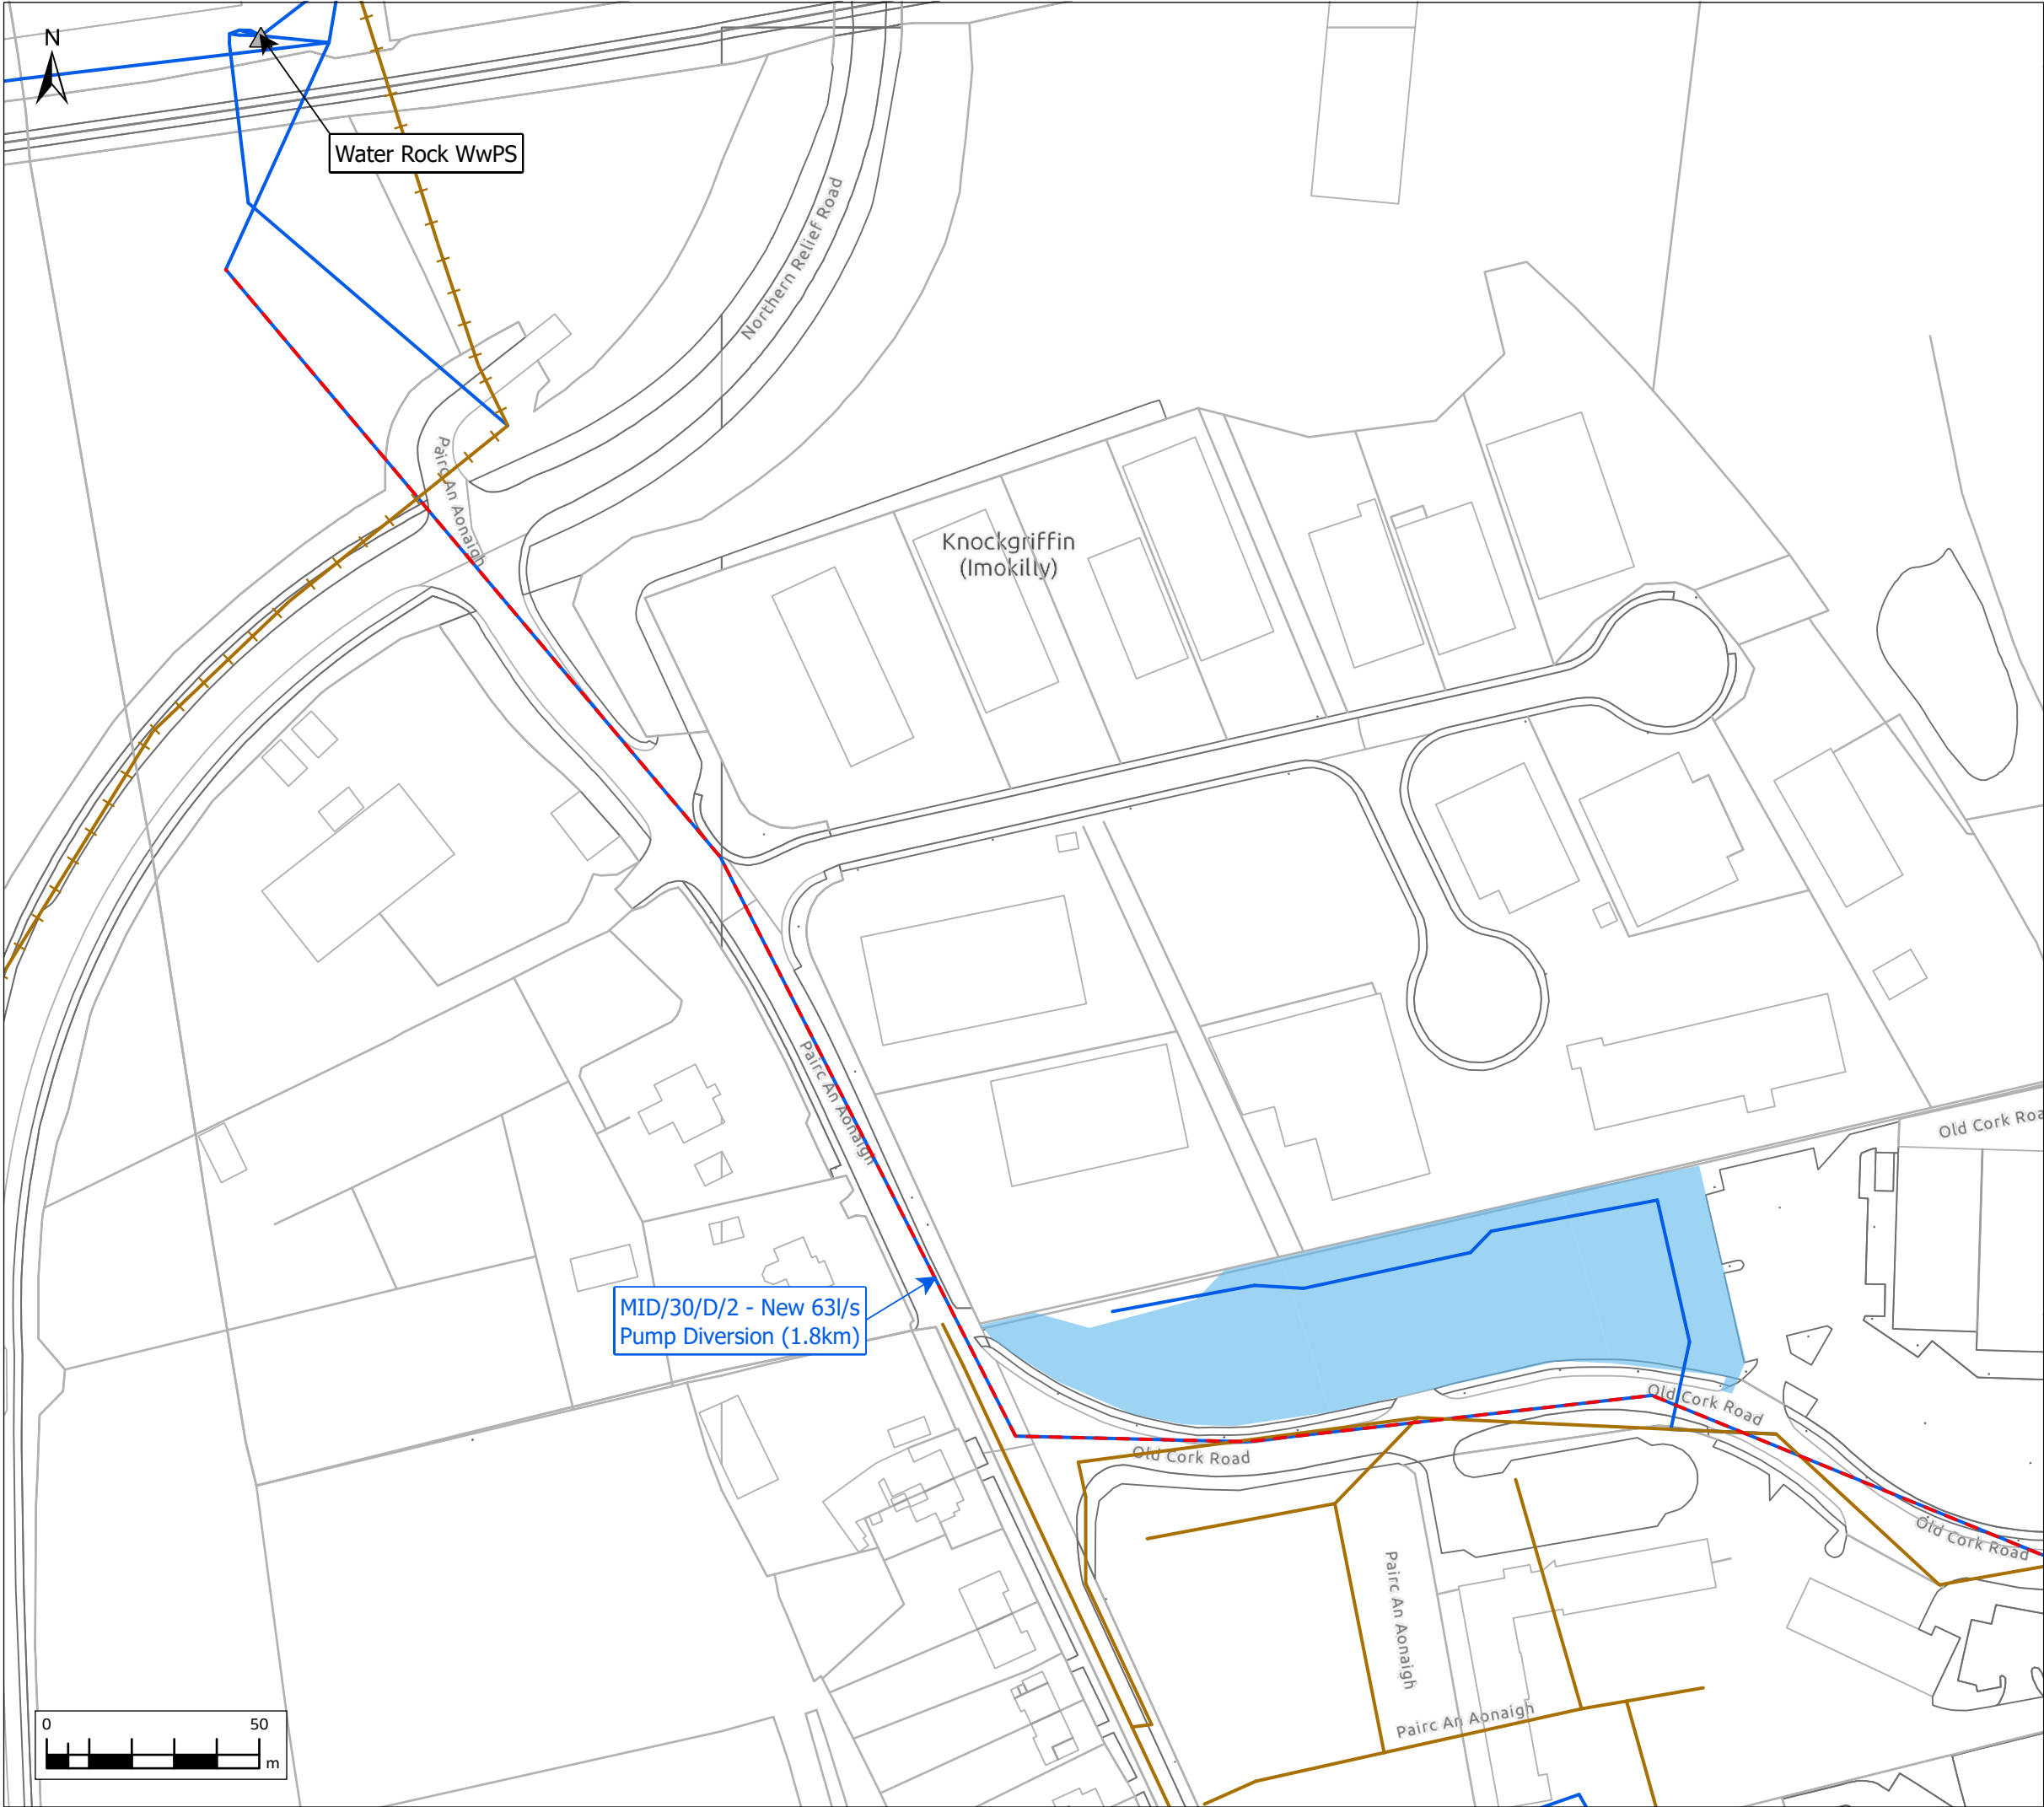 N
Water Rock WwPS
Northern Relief Road
Pairc An Aonaigh
Knockgriffin
(Imokilly)
Pairc An Aonaigh
Old Cork Roa
MID/30/D/2 - New 63l/s
Pump Diversion (1.8km)
Old Cork Road
Old Cork Road
Old Cork Road
Pairc An Aonaigh
Pairc An Aonaigh
0 50
m